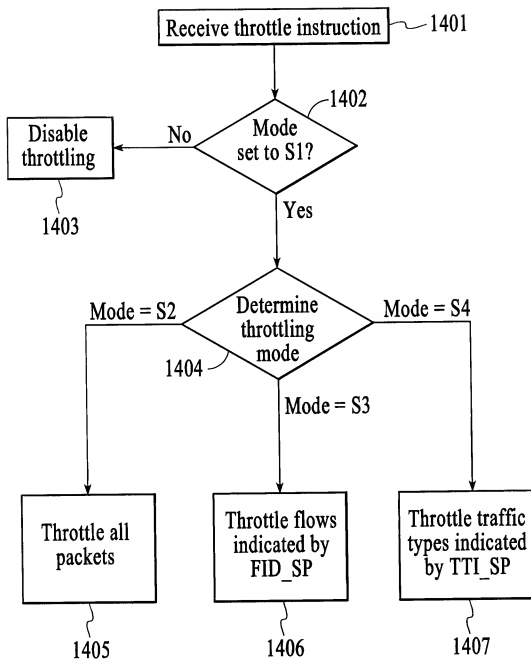 Receive throttle instruction
1401
1402
Mode
set to S1?
No
Disable
throttling
1403
Yes
Mode = S2
Determine
throttling
mode
Mode = S4
1404
Mode = S3
Throttle all
packets
Throttle flows
indicated by
FID_SP
Throttle traffic
types indicated
by TTI_SP
1405
1406
1407